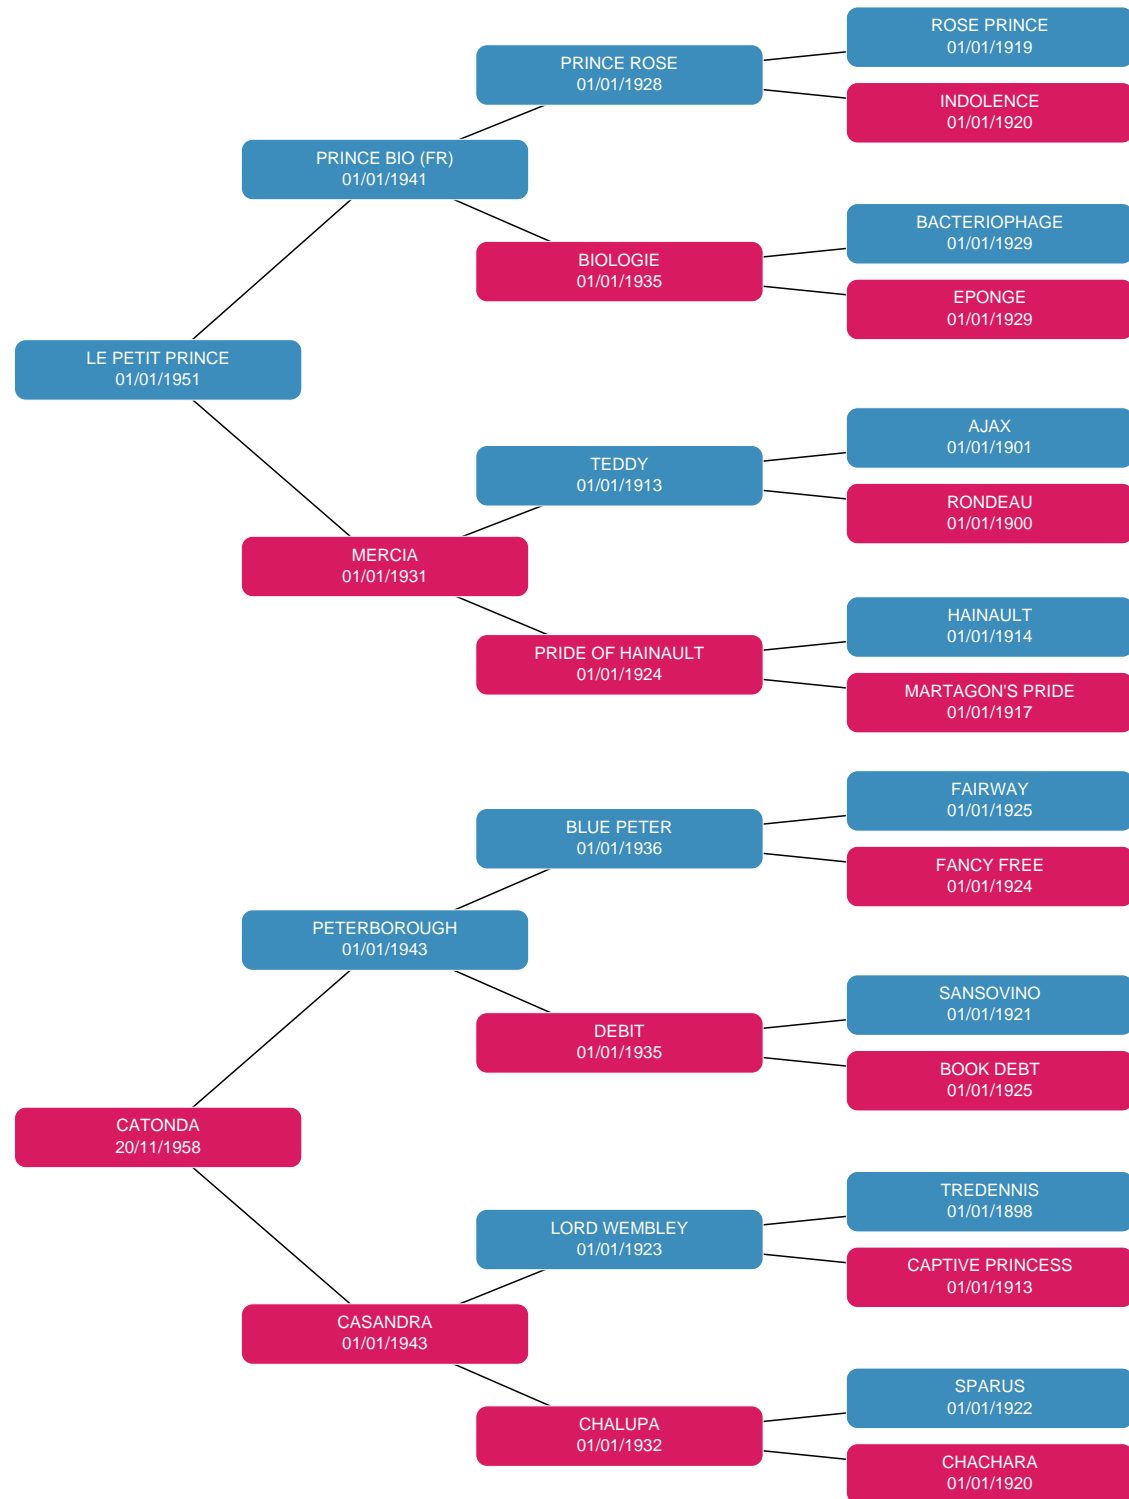 ROSE PRINCE
01/01/1919
PRINCE ROSE
01/01/1928
INDOLENCE
01/01/1920
PRINCE BIO (FR)
01/01/1941
BACTERIOPHAGE
01/01/1929
BIOLOGIE
01/01/1935
EPONGE
01/01/1929
LE PETIT PRINCE
01/01/1951
AJAX
01/01/1901
TEDDY
01/01/1913
RONDEAU
01/01/1900
MERCIA
01/01/1931
HAINAULT
01/01/1914
PRIDE OF HAINAULT
01/01/1924
MARTAGON'S PRIDE
01/01/1917
FAIRWAY
01/01/1925
BLUE PETER
01/01/1936
FANCY FREE
01/01/1924
PETERBOROUGH
01/01/1943
SANSOVINO
01/01/1921
DEBIT
01/01/1935
BOOK DEBT
01/01/1925
CATONDA
20/11/1958
TREDENNIS
01/01/1898
LORD WEMBLEY
01/01/1923
CAPTIVE PRINCESS
01/01/1913
CASANDRA
01/01/1943
SPARUS
01/01/1922
CHALUPA
01/01/1932
CHACHARA
01/01/1920